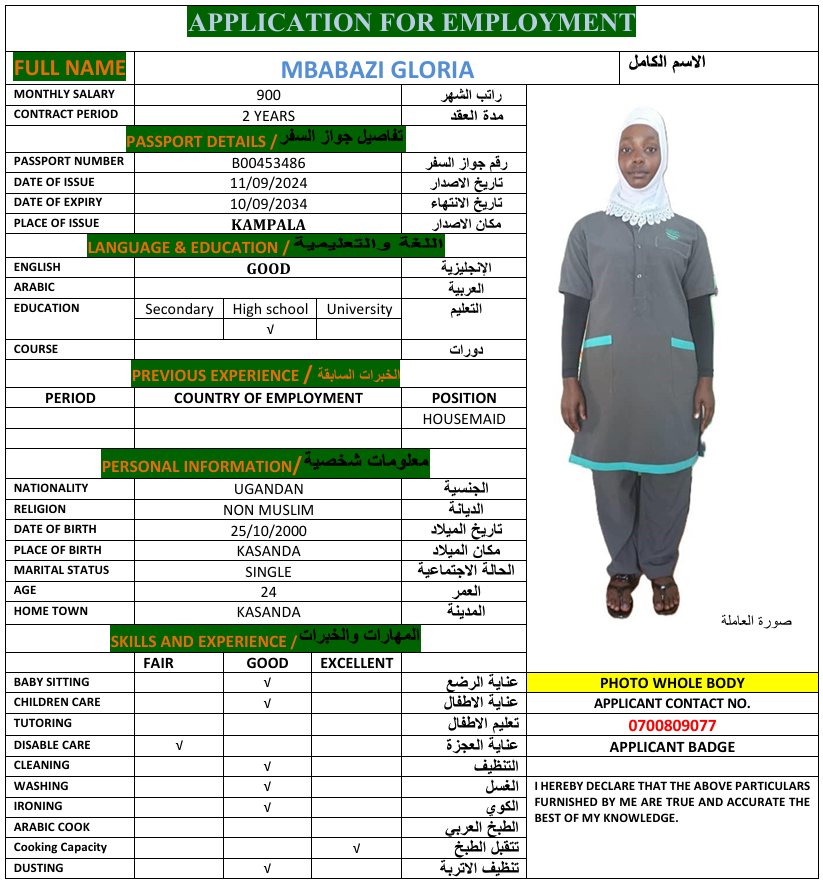 APPLICATION FOR EMPLOYMENT
FULL NAME MBABAZI GLORIA الاسم الكامل
MONTHLY SALARY 900 راتب الشهر
CONTRACT PERIOD 2 YEARS مدة العقد
PASSPORT DETAILS / تفاصيل جواز السفر
PASSPORT NUMBER B00453486 رقم جواز السفر
DATE OF ISSUE 11/09/2024 تاريخ الاصدار
DATE OF EXPIRY 10/09/2034 تاريخ الانتهاء
PLACE OF ISSUE KAMPALA مكان الاصدار
LANGUAGE & EDUCATION / اللغة والتعليمية
ENGLISH GOOD الإنجليزية
ARABIC العربية
EDUCATION Secondary High school University التعليم
√
COURSE دورات
PREVIOUS EXPERIENCE / الخبرات السابقة
PERIOD COUNTRY OF EMPLOYMENT POSITION
HOUSEMAID
PERSONAL INFORMATION/ معلومات شخصية
NATIONALITY UGANDAN الجنسية
RELIGION NON MUSLIM الديانة
DATE OF BIRTH 25/10/2000 تاريخ الميلاد
PLACE OF BIRTH KASANDA مكان الميلاد
MARITAL STATUS SINGLE الحالة الاجتماعية
AGE 24 العمر
HOME TOWN KASANDA المدينة
صورة العاملة
SKILLS AND EXPERIENCE / المهارات والخبرات
FAIR GOOD EXCELLENT
BABY SITTING √ عناية الرضع
CHILDREN CARE √ عناية الاطفال
TUTORING تعليم الاطفال
DISABLE CARE √ عناية العجزة
CLEANING √ التنظيف
WASHING √ الغسل
IRONING √ الكوي
ARABIC COOK الطبخ العربي
Cooking Capacity √ تتقبل الطبخ
DUSTING √ تنظيف الاتربة
PHOTO WHOLE BODY
APPLICANT CONTACT NO.
0700809077
APPLICANT BADGE
I HEREBY DECLARE THAT THE ABOVE PARTICULARS
FURNISHED BY ME ARE TRUE AND ACCURATE THE
BEST OF MY KNOWLEDGE.